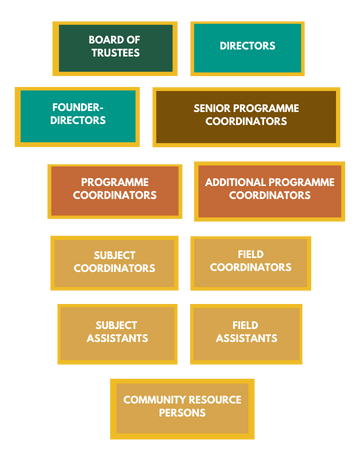 BOARD OF
TRUSTEES
DIRECTORS
FOUNDER-
DIRECTORS
SENIOR PROGRAMME
COORDINATORS
PROGRAMME
COORDINATORS
ADDITIONAL PROGRAMME
COORDINATORS
SUBJECT
COORDINATORS
FIELD
COORDINATORS
SUBJECT
ASSISTANTS
FIELD
ASSISTANTS
COMMUNITY RESOURCE
PERSONS